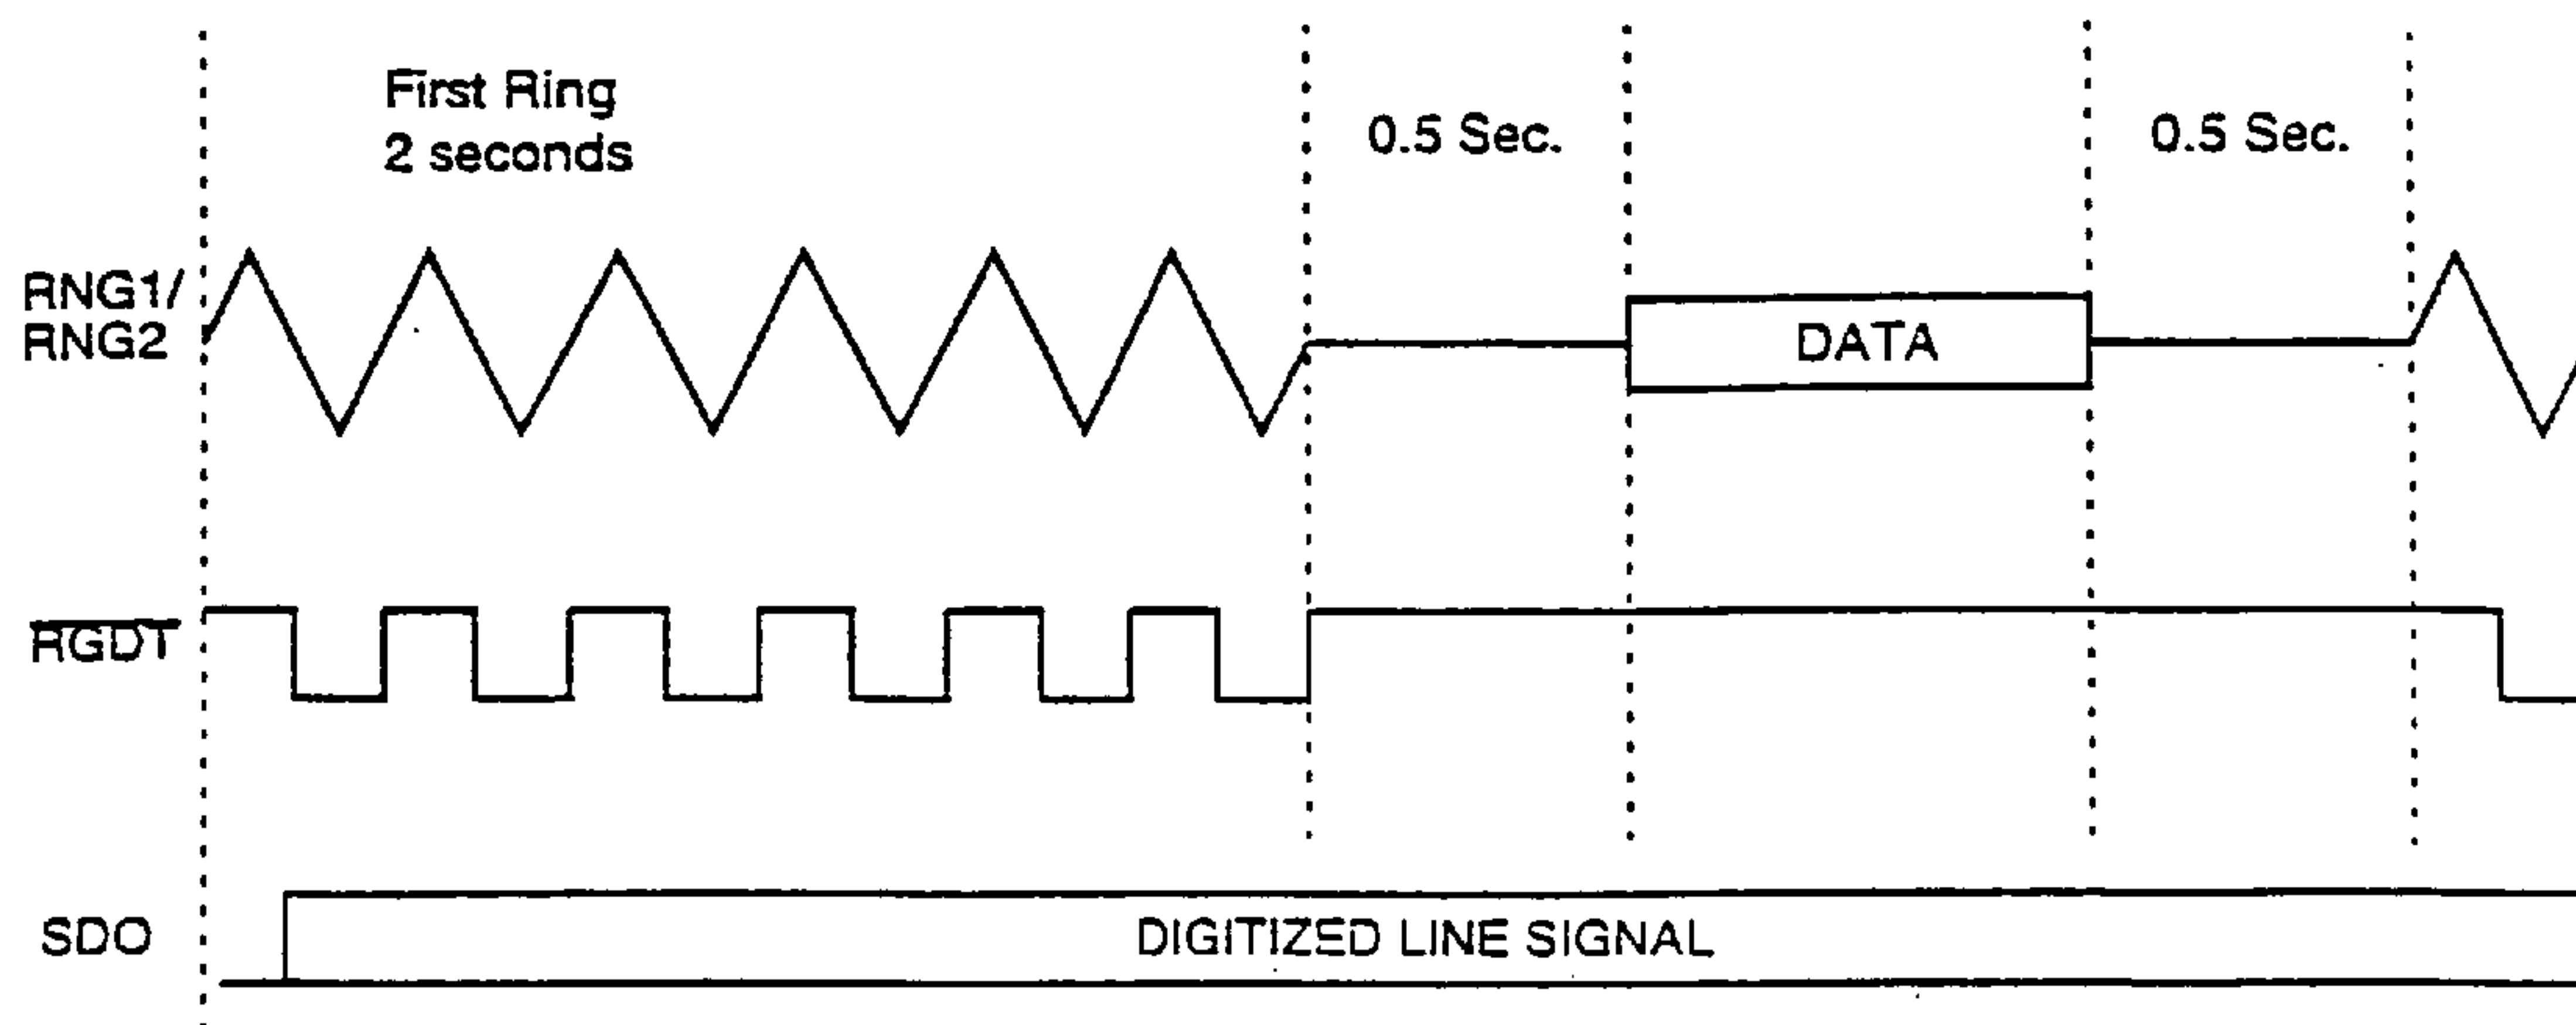 First Ring
2 seconds
0.5 Sec.
0.5 Sec.
RNG1/
RNG2
DATA
RGDT
SDO
DIGITIZED LINE SIGNAL